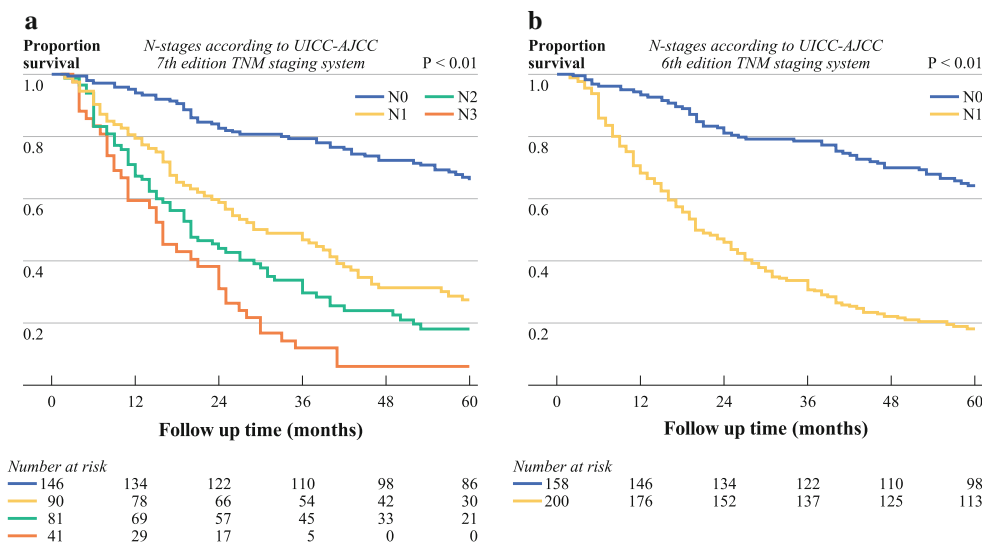 a
Proportion survival
N-stages according to UICC-AJCC
7th edition TNM staging system
P < 0.01
N0 N2
N1 N3
1.0
0.8
0.6
0.4
0.2
0 12 24 36 48 60
Follow up time (months)
Number at risk
146 134 122 110 98 86
90 78 66 54 42 30
81 69 57 45 33 21
41 29 17 5 0 0
b
Proportion survival
N-stages according to UICC-AJCC
6th edition TNM staging system
P < 0.01
N0
N1
1.0
0.8
0.6
0.4
0.2
0 12 24 36 48 60
Follow up time (months)
Number at risk
158 146 134 122 110 98
200 176 152 137 125 113